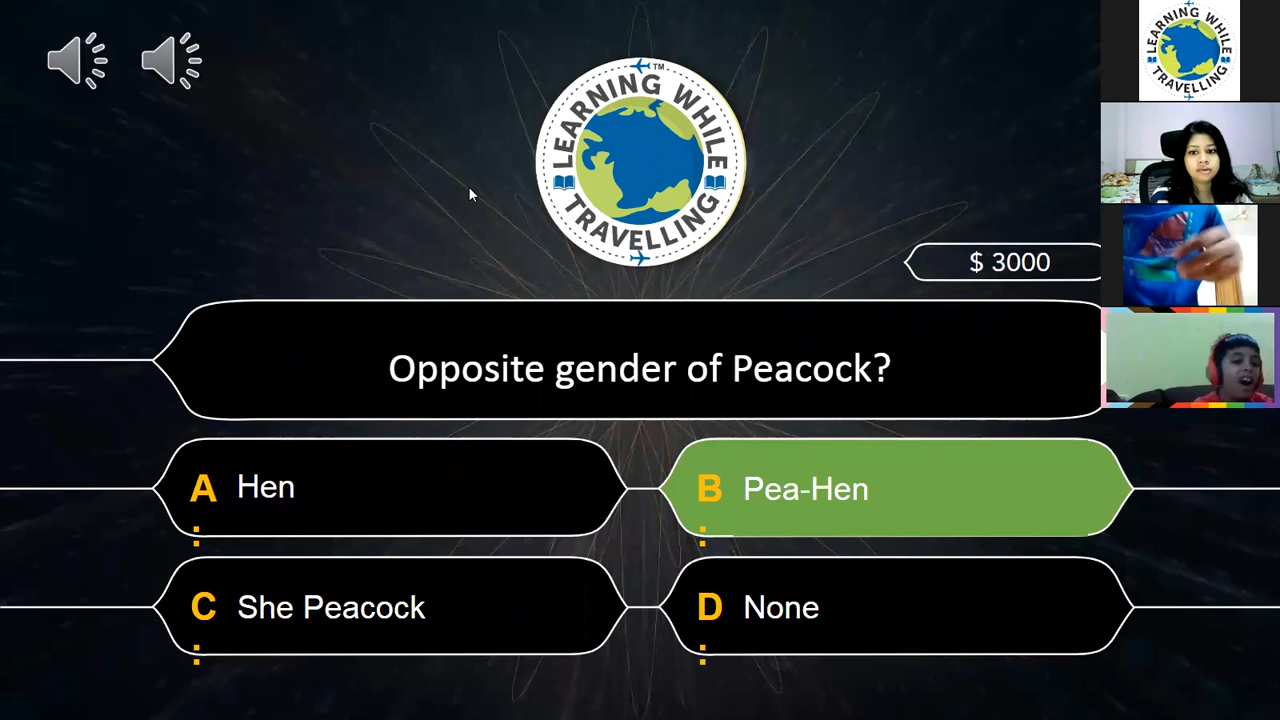 LEARNING WHILE
TRAVELLING
TM
LEARNING WHILE
TRAVELLING
$ 3000
Opposite gender of Peacock?
A: Hen
B: Pea-Hen
C: She Peacock
D: None